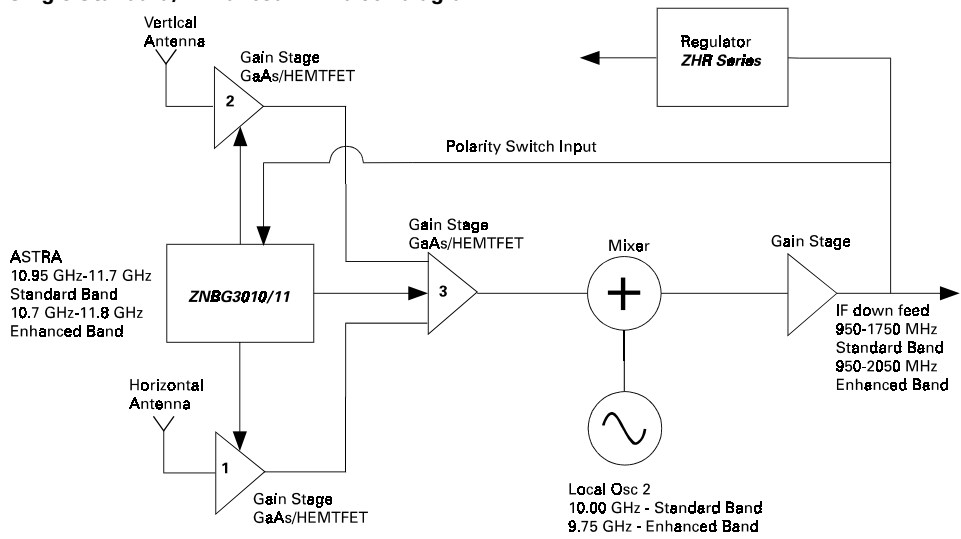 Vertical
Antenna
Gain Stage
GaAs/HEMTFET
2
Regulator
ZHR Series
Polarity Switch Input
ASTRA
10.95 GHz-11.7 GHz
Standard Band
10.7 GHz-11.8 GHz
Enhanced Band
ZNBG3010/11
Gain Stage
GaAs/HEMTFET
3
Mixer
+
Gain Stage
IF down feed
950-1750 MHz
Standard Band
950-2050 MHz
Enhanced Band
Horizontal
Antenna
1
Gain Stage
GaAs/HEMTFET
Local Osc 2
10.00 GHz - Standard Band
9.75 GHz - Enhanced Band